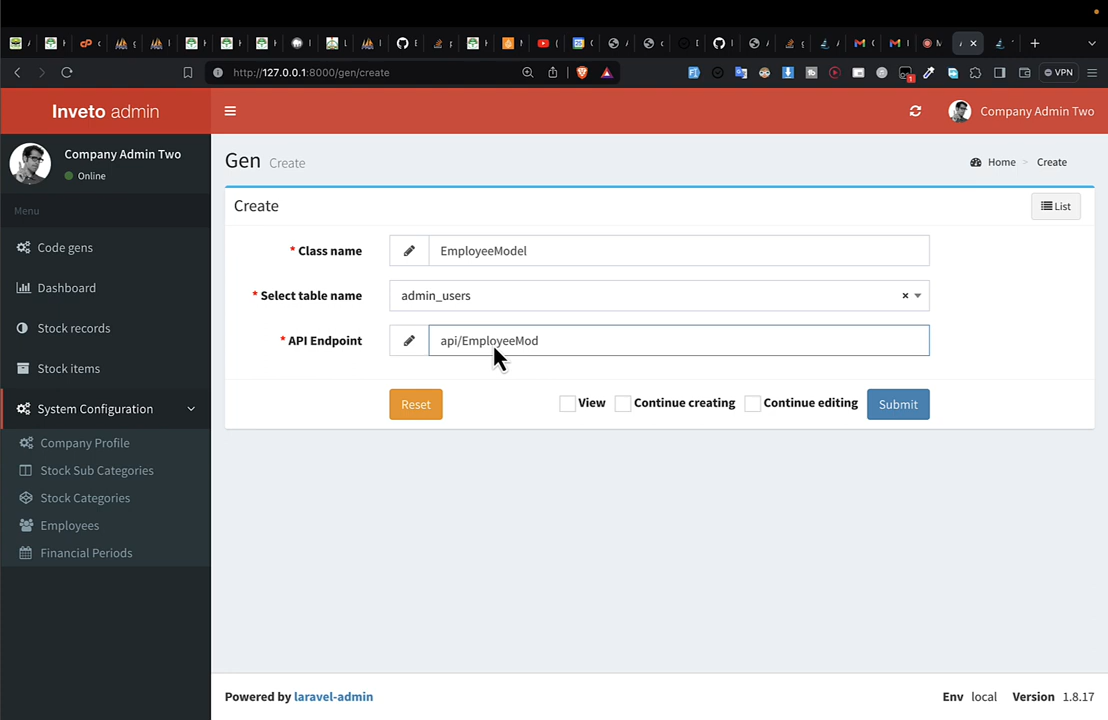 http://127.0.0.1:8000/gen/create
VPN
1
Inveto admin
Company Admin Two
Company Admin Two
Online
Menu
Code gens
Dashboard
Stock records
Stock items
System Configuration
Company Profile
Stock Sub Categories
Stock Categories
Employees
Financial Periods
Gen Create
Home > Create
Create
List
* Class name
EmployeeModel
* Select table name
admin_users
×
* API Endpoint
api/EmployeeMod
Reset
View
Continue creating
Continue editing
Submit
Powered by laravel-admin
Env local Version 1.8.17